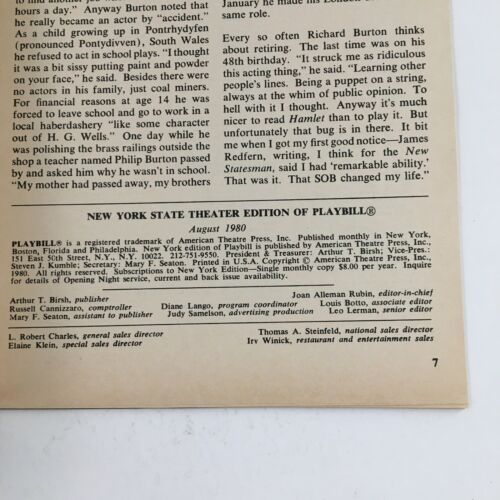 hours a day." Anyway Burton noted that
he really became an actor by "accident."
As a child growing up in Pontrhydyfen
(pronounced Pontydivven), South Wales
he refused to act in school plays. "I thought
it was a bit sissy putting paint and powder
on your face," he said. Besides there were
no actors in his family, just coal miners.
For financial reasons at age 14 he was
forced to leave school and go to work in a
local haberdashery "like some character
out of H. G. Wells." One day while he
was polishing the brass railings outside the
shop a teacher named Philip Burton passed
by and asked him why he wasn't in school.
"My mother had passed away, my brothers
January he made his London
same role.
Every so often Richard Burton thinks
about retiring. The last time was on his
48th birthday. "It struck me as ridiculous
this acting thing," he said. "Learning other
people's lines. Being a puppet on a string,
always at the whim of public opinion. To
hell with it I thought. Anyway it's much
nicer to read Hamlet than to play it. But
unfortunately that bug is in there. It bit
me when I got my first good notice—James
Redfern, writing, I think for the New
Statesman, said I had 'remarkable ability.'
That was it. That SOB changed my life."
NEW YORK STATE THEATER EDITION OF PLAYBILL®
August 1980
PLAYBILL® is a registered trademark of American Theatre Press, Inc. Published monthly in New York,
Boston, Florida and Philadelphia. New York edition of Playbill is published by American Theatre Press, Inc.,
151 East 50th Street, N.Y., N.Y. 10022. 212-751-9550. President & Treasurer: Arthur T. Birsh; Vice-Pres.:
Steven J. Kumble; Secretary: Mary F. Seaton. Printed in U.S.A. Copyright © American Theatre Press, Inc.
1980. All rights reserved. Subscriptions to New York Edition—Single monthly copy $8.00 per year. Inquire
for details of Opening Night service, current and back issue availability.
Arthur T. Birsh, publisher Joan Alleman Rubin, editor-in-chief
Russell Cannizzaro, comptroller Diane Lango, program coordinator Louis Botto, associate editor
Mary F. Seaton, assistant to publisher Judy Samelson, advertising production Leo Lerman, senior editor
L. Robert Charles, general sales director Thomas A. Steinfeld, national sales director
Elaine Klein, special sales director Irv Winick, restaurant and entertainment sales
7